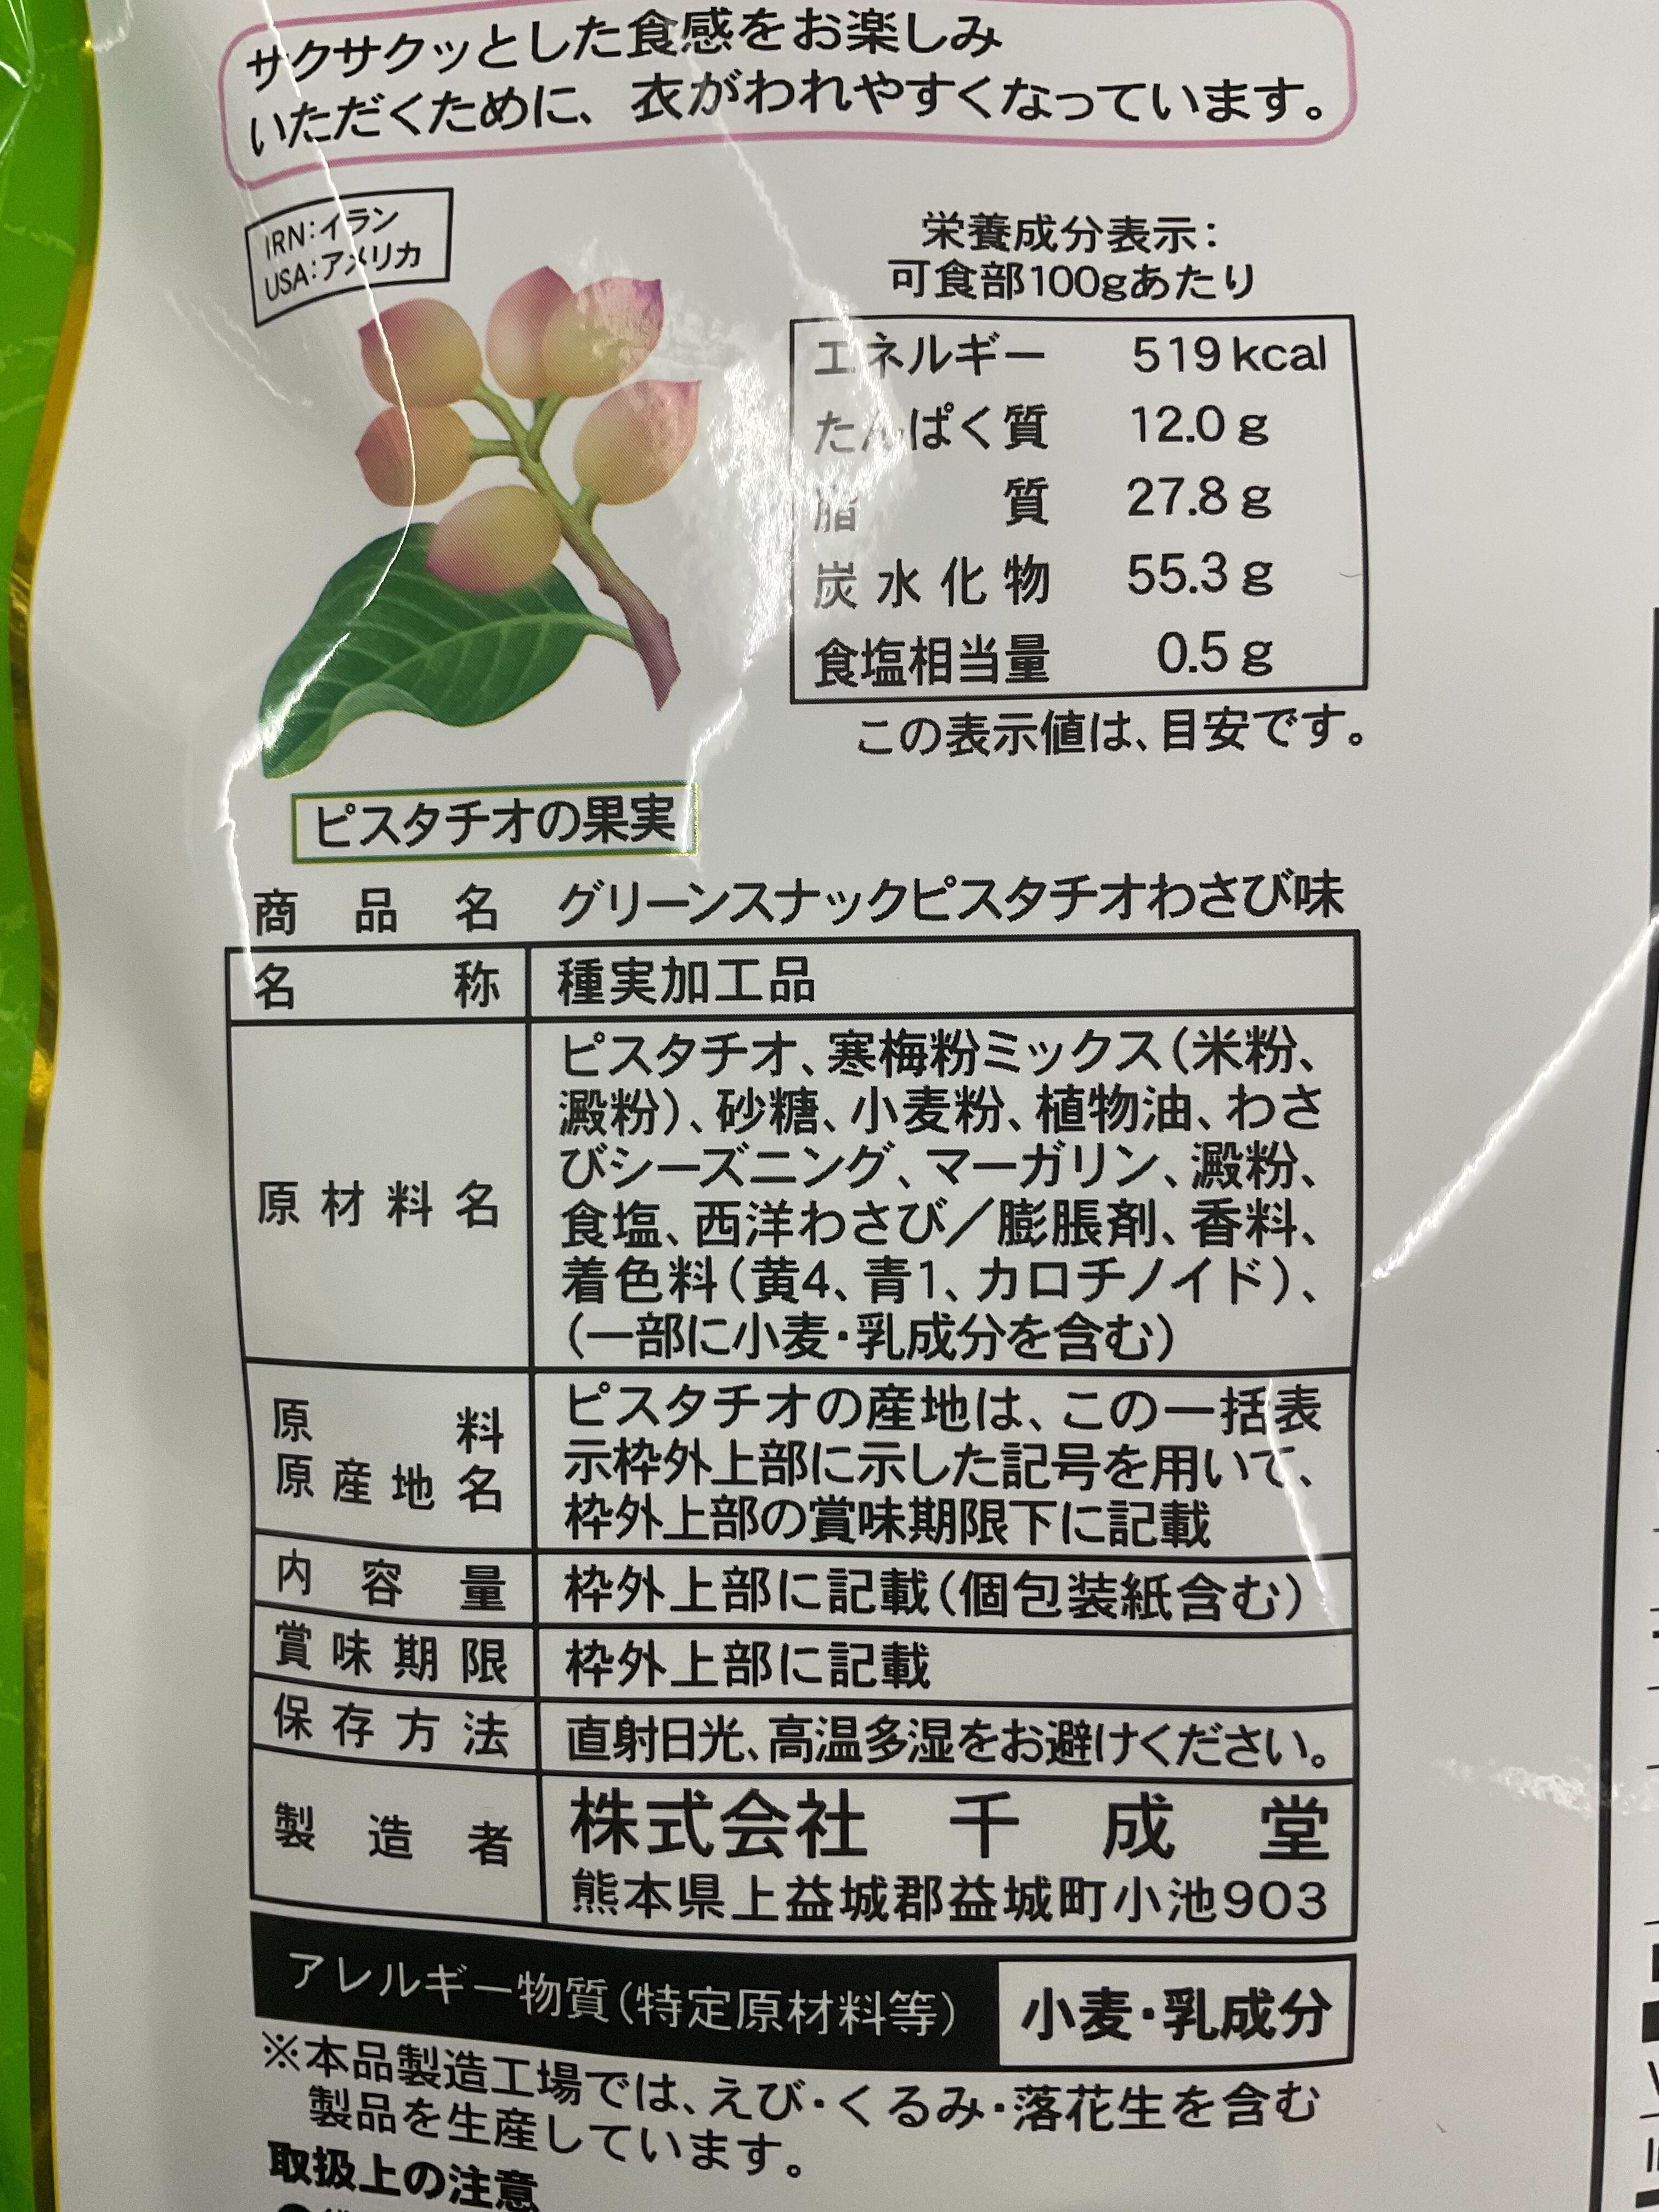 サクサクッとした食感をお楽しみ
いただくために、衣がわれやすくなっています。
IRN:イラン
USA:アメリカ
栄養成分表示:
可食部100gあたり
エネルギー 519kcal
たんぱく質 12.0g
脂質 27.8g
炭水化物 55.3g
食塩相当量 0.5g
この表示値は、目安です。
ピスタチオの果実
商品名 グリーンスナックピスタチオわさび味
名称 種実加工品
原材料名
ピスタチオ、寒梅粉ミックス(米粉、
澱粉)、砂糖、小麦粉、植物油、わさ
びシーズニング、マーガリン、澱粉、
食塩、西洋わさび/膨脹剤、香料、
着色料(黄4、青1、カロチノイド)、
(一部に小麦・乳成分を含む)
原料
原産地名
ピスタチオの産地は、この一括表
示枠外上部に示した記号を用いて、
枠外上部の賞味期限下に記載
内容量 枠外上部に記載(個包装紙含む)
賞味期限 枠外上部に記載
保存方法 直射日光、高温多湿をお避けください。
製造者 株式会社 千成堂
熊本県上益城郡益城町小池903
アレルギー物質(特定原材料等) 小麦・乳成分
※本品製造工場では、えび・くるみ・落花生を含む
製品を生産しています。
取扱上の注意